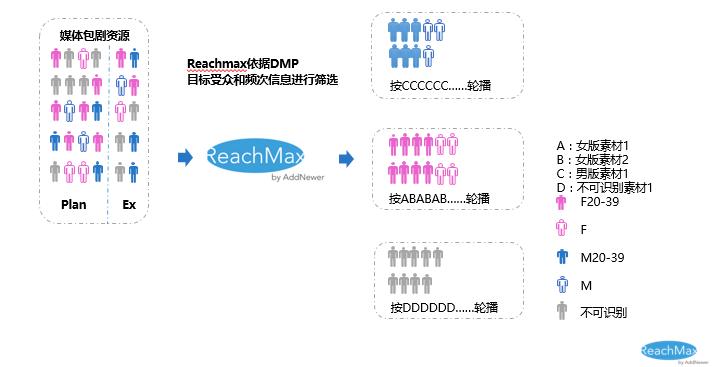 媒体包剧资源
Plan
Ex
Reachmax依据DMP
目标受众和频次信息进行筛选
ReachMax
by AddNewer
按CCCCCC......轮播
按ABABAB......轮播
按DDDDDD......轮播
A：女版素材1
B：女版素材2
C：男版素材1
D：不可识别素材1
F20-39
F
M20-39
M
不可识别
ReachMax
by AddNewer